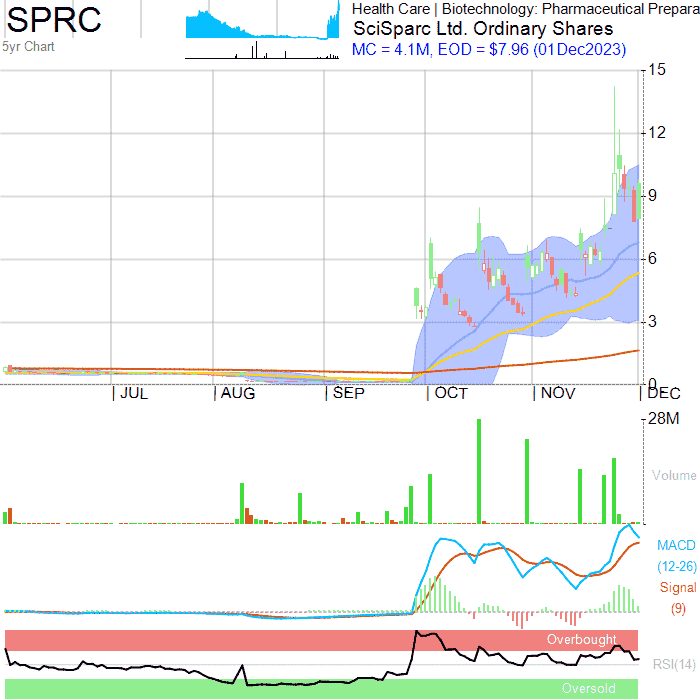 SPRC
5yr Chart
Health Care | Biotechnology: Pharmaceutical Prepara
SciSparc Ltd. Ordinary Shares
MC = 4.1M, EOD = $7.96 (01Dec2023)
15
12
9
6
3
0
JUL
AUG
SEP
OCT
NOV
DEC
28M
Volume
MACD
(12-26)
Signal
(9)
Overbought
RSI(14)
Oversold